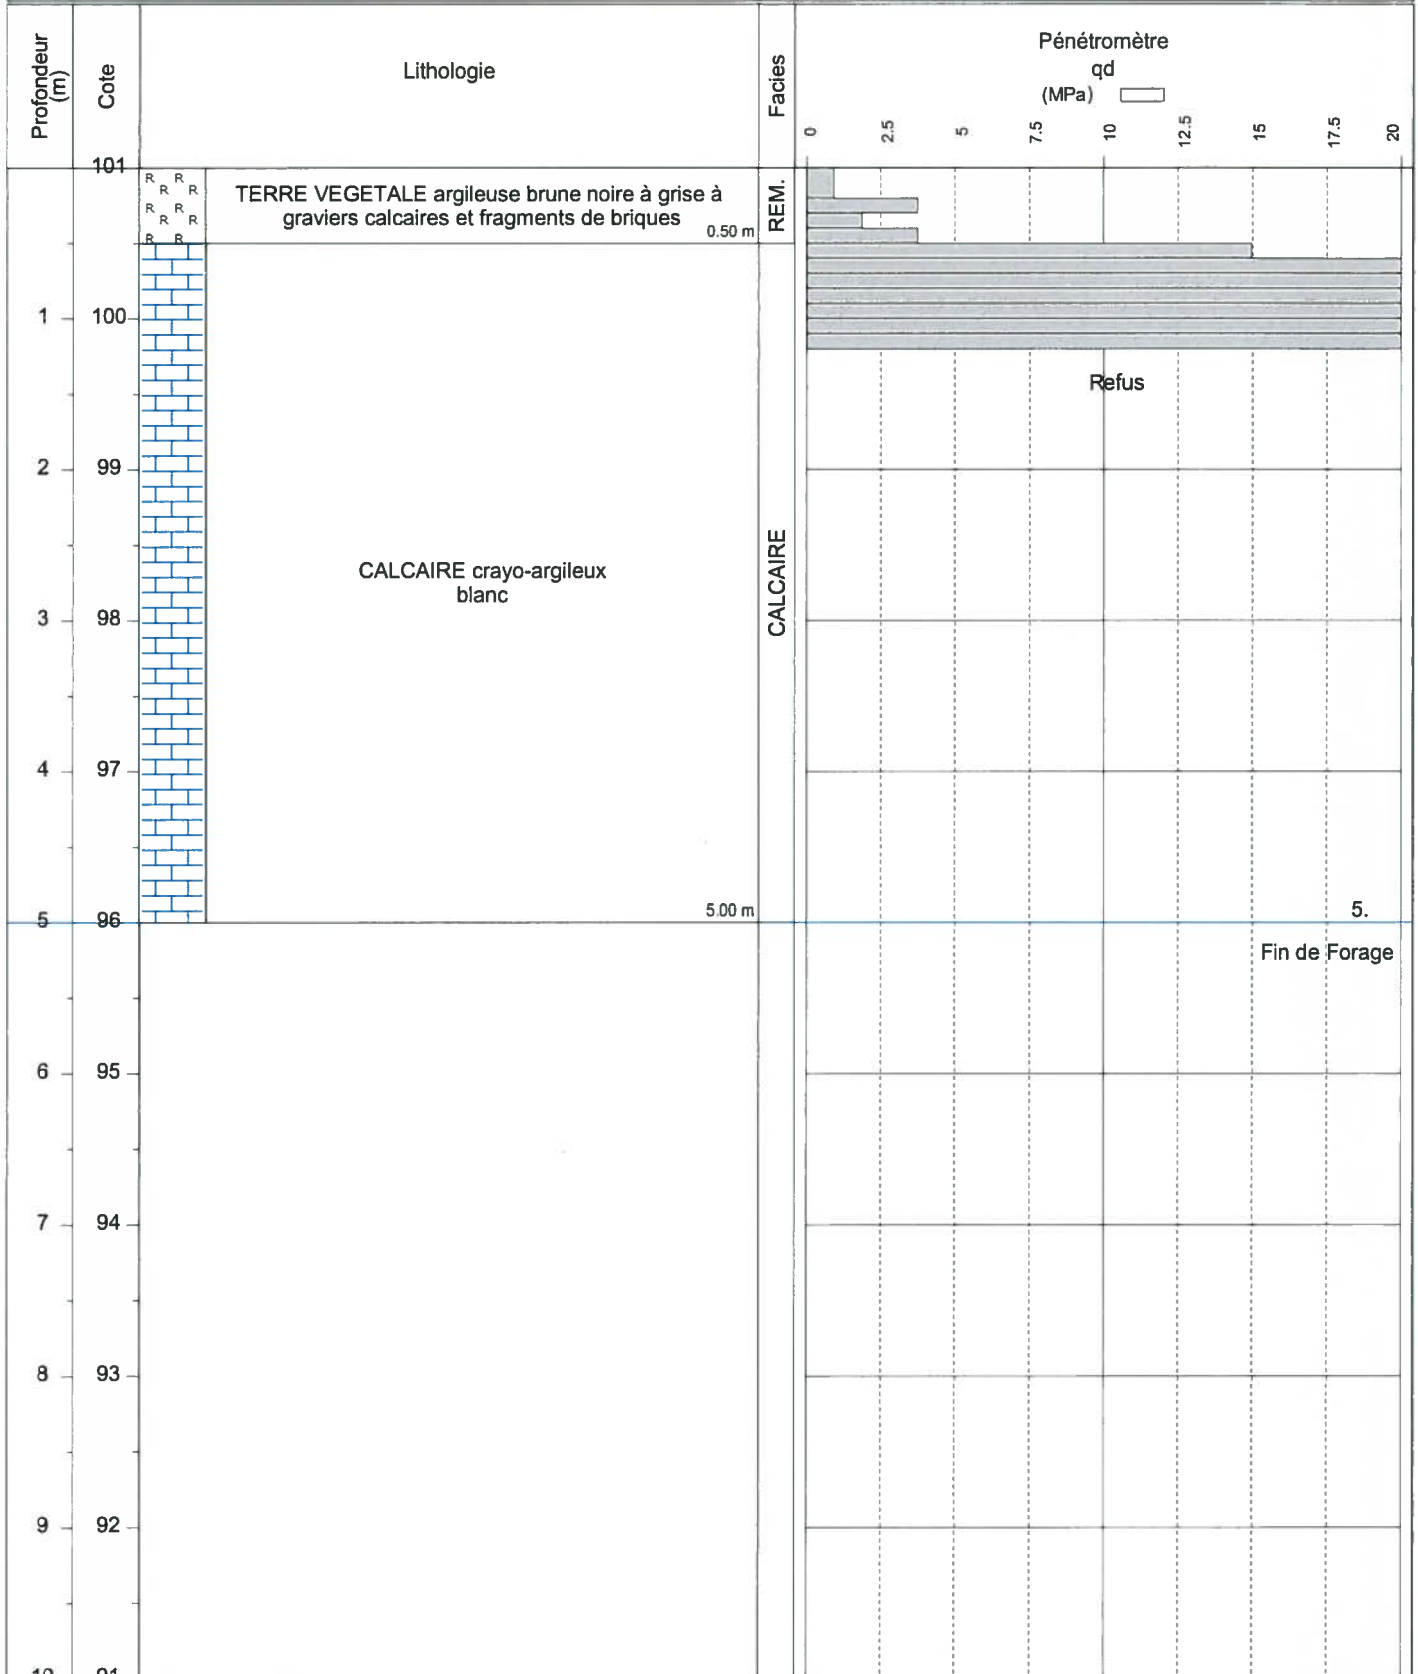 Profondeur
(m)
Cote
Lithologie
Facies
Pénétromètre
qd
(MPa)
0
2.5
5
7.5
10
12.5
15
17.5
20
101
R R
R R
R R
R R
R R
TERRE VEGETALE argileuse brune noire à grise à
graviers calcaires et fragments de briques
0.50 m
REM.
1
100
Refus
2
99
CALCAIRE crayo-argileux
blanc
CALCAIRE
3
98
4
97
5.00 m
5.
5
96
Fin de Forage
6
95
7
94
8
93
9
92
10
91